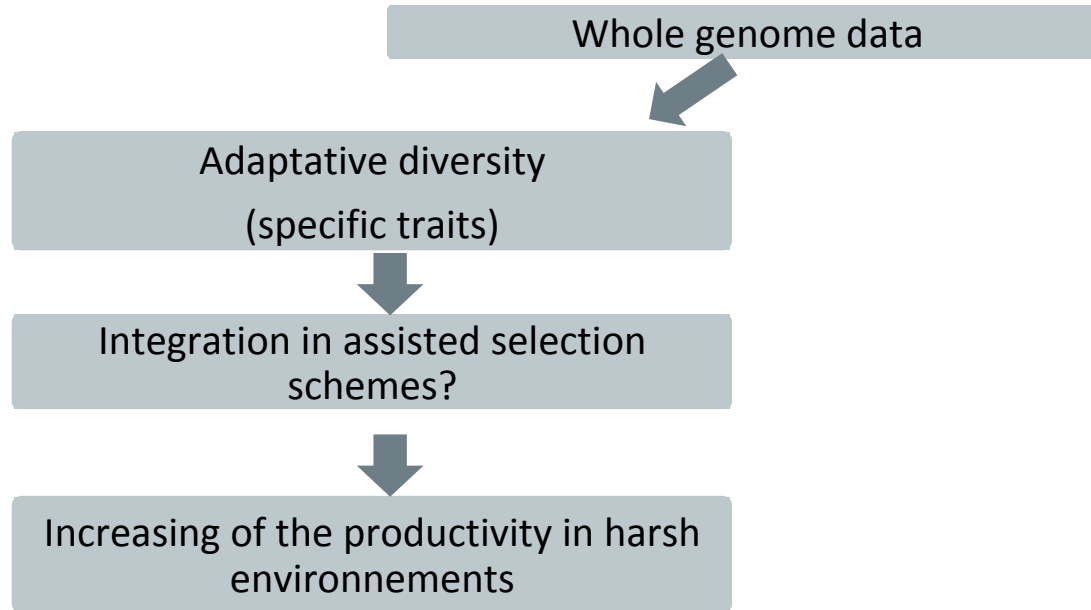 Whole genome data
Adaptative diversity
(specific traits)
Integration in assisted selection
schemes?
Increasing of the productivity in harsh
environnements